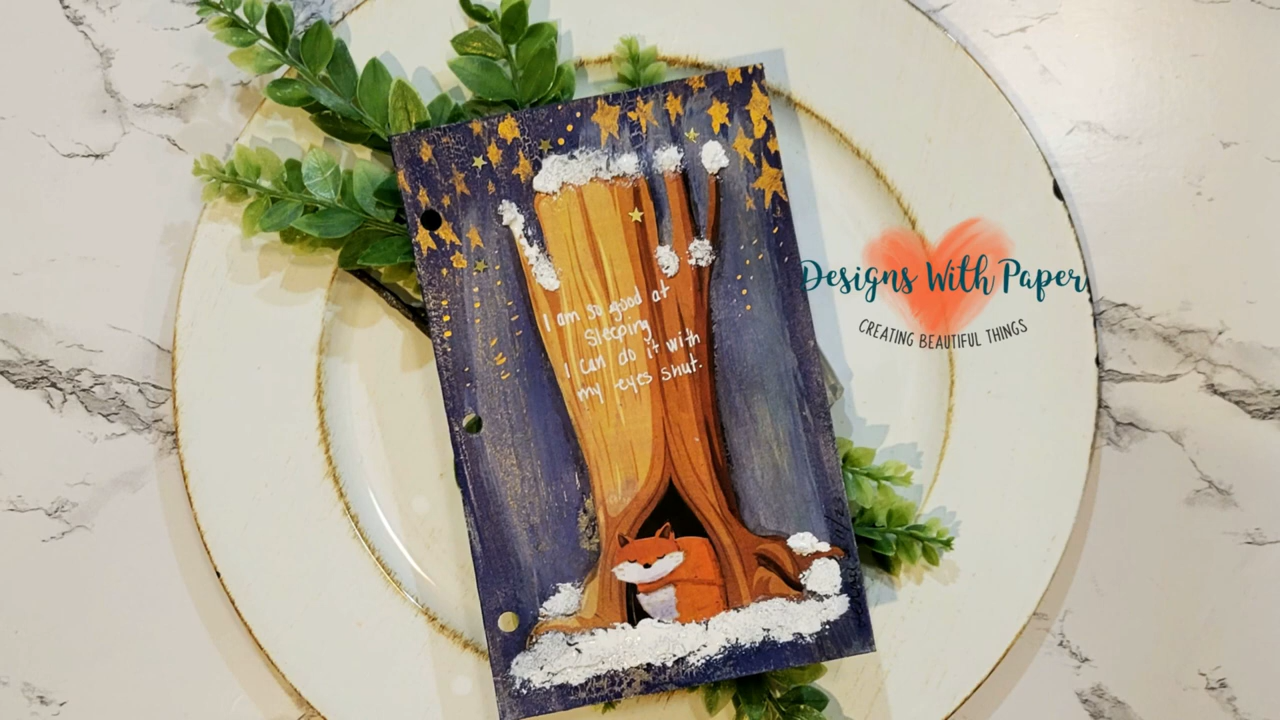 I am so good at
Sleeping
I can do it with
my eyes shut.
Designs With Paper
CREATING BEAUTIFUL THINGS